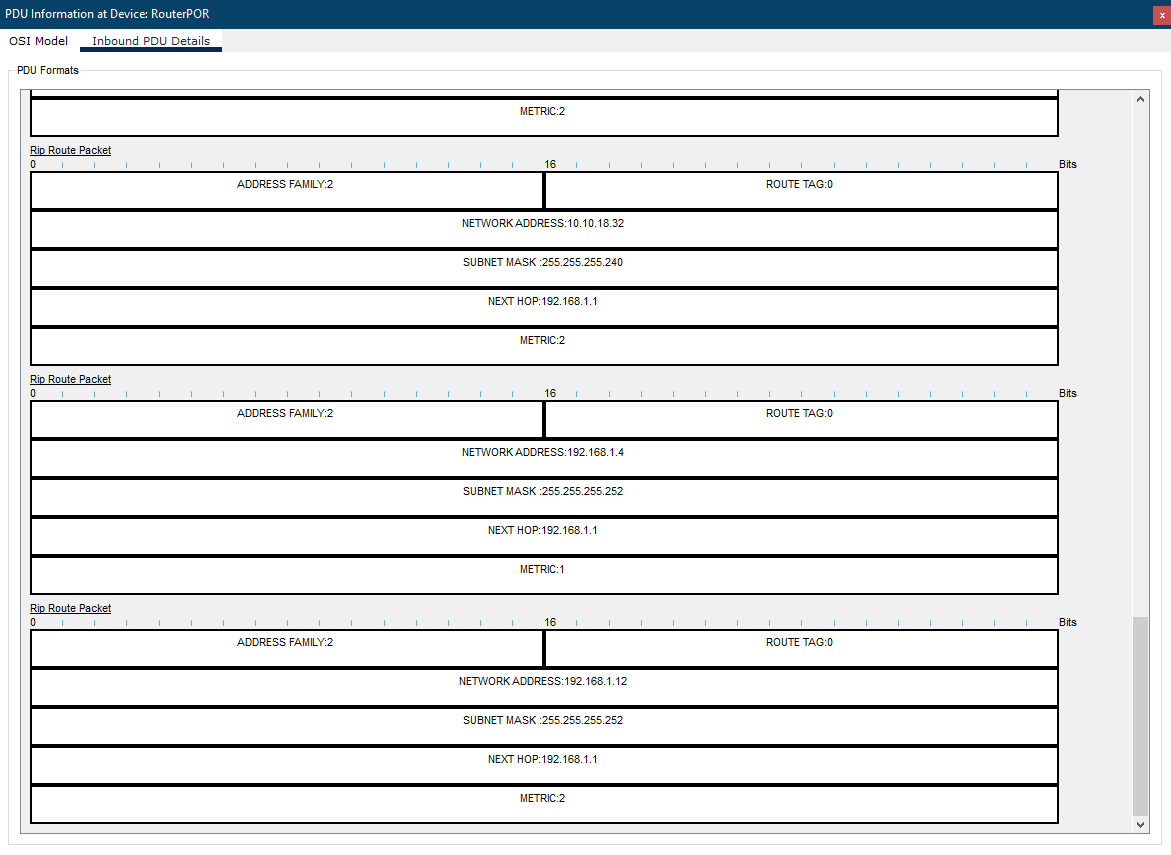 PDU Information at Device: RouterPOR
x
OSI Model Inbound PDU Details
PDU Formats
METRIC:2
Rip Route Packet
0 16 Bits
ADDRESS FAMILY:2 ROUTE TAG:0
NETWORK ADDRESS:10.10.18.32
SUBNET MASK :255.255.255.240
NEXT HOP:192.168.1.1
METRIC:2
Rip Route Packet
0 16 Bits
ADDRESS FAMILY:2 ROUTE TAG:0
NETWORK ADDRESS:192.168.1.4
SUBNET MASK :255.255.255.252
NEXT HOP:192.168.1.1
METRIC:1
Rip Route Packet
0 16 Bits
ADDRESS FAMILY:2 ROUTE TAG:0
NETWORK ADDRESS:192.168.1.12
SUBNET MASK :255.255.255.252
NEXT HOP:192.168.1.1
METRIC:2